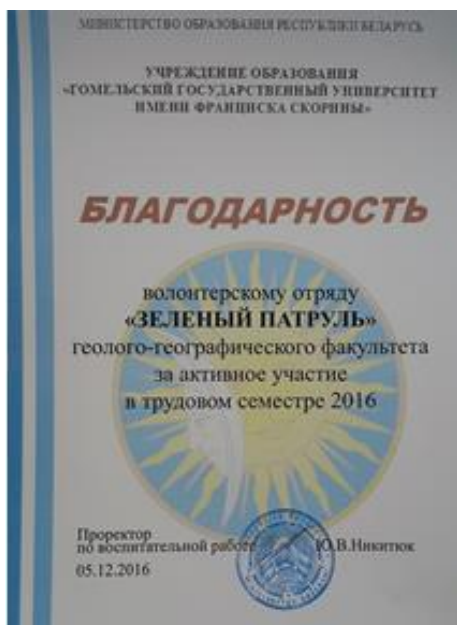 МИНИСТЕРСТВО ОБРАЗОВАНИЯ РЕСПУБЛИКИ БЕЛАРУСЬ
УЧРЕЖДЕНИЕ ОБРАЗОВАНИЯ
«ГОМЕЛЬСКИЙ ГОСУДАРСТВЕННЫЙ УНИВЕРСИТЕТ
ИМЕНИ ФРАНЦИСКА СКОРИНЫ»
БЛАГОДАРНОСТЬ
волонтерскому отряду
«ЗЕЛЕНЫЙ ПАТРУЛЬ»
геолого-географического факультета
за активное участие
в трудовом семестре 2016
Проректор
по воспитательной работе Ю.В.Никитюк
05.12.2016